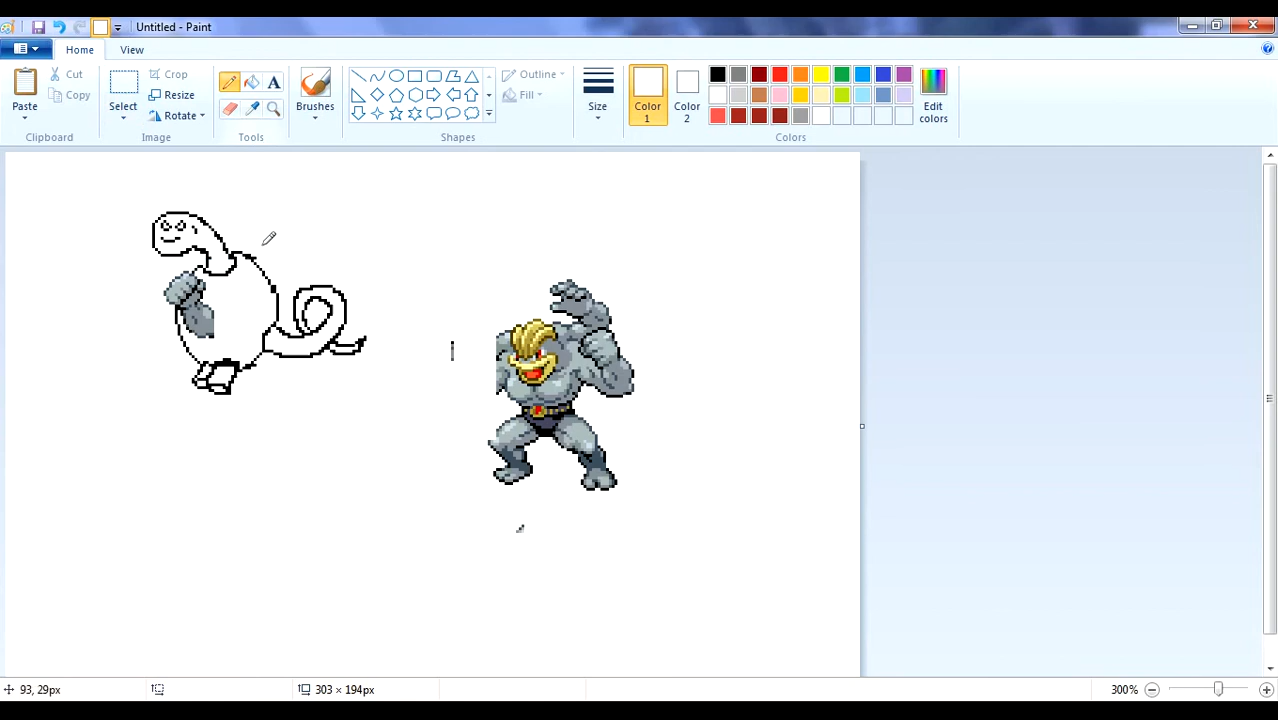 Untitled - Paint
Home View
Paste
Cut
Copy
Clipboard
Select
Crop
Resize
Rotate
Image
A
Tools
Brushes
Outline
Fill
Shapes
Size
Color 1
Color 2
Edit colors
Colors
93, 29px
303 × 194px
300%